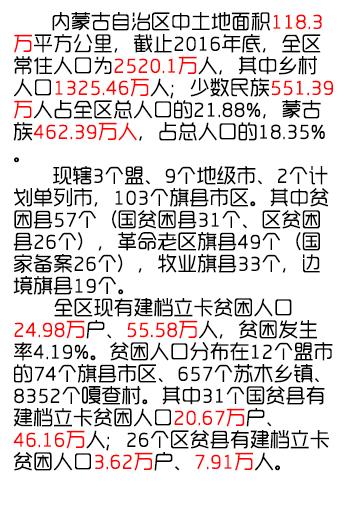 内蒙古自治区中土地面积118.3
万平方公里，截止2016年底，全区
常住人口为2520.1万人，其中乡村
人口1325.46万人；少数民族551.39
万人占全区总人口的21.88%，蒙古
族462.39万人，占总人口的18.35%
。
现辖3个盟、9个地级市、2个计
划单列市，103个旗县市区。其中贫
困县57个（国贫困县31个、区贫困
县26个），革命老区旗县49个（国
家备案26个），牧业旗县33个，边
境旗县19个。
全区现有建档立卡贫困人口
24.98万户、55.58万人，贫困发生
率4.19%。贫困人口分布在12个盟市
的74个旗县市区、657个苏木乡镇、
8352个嘎查村。其中31个国贫县有
建档立卡贫困人口20.67万户、
46.16万人；26个区贫县有建档立卡
贫困人口3.62万户、7.91万人。